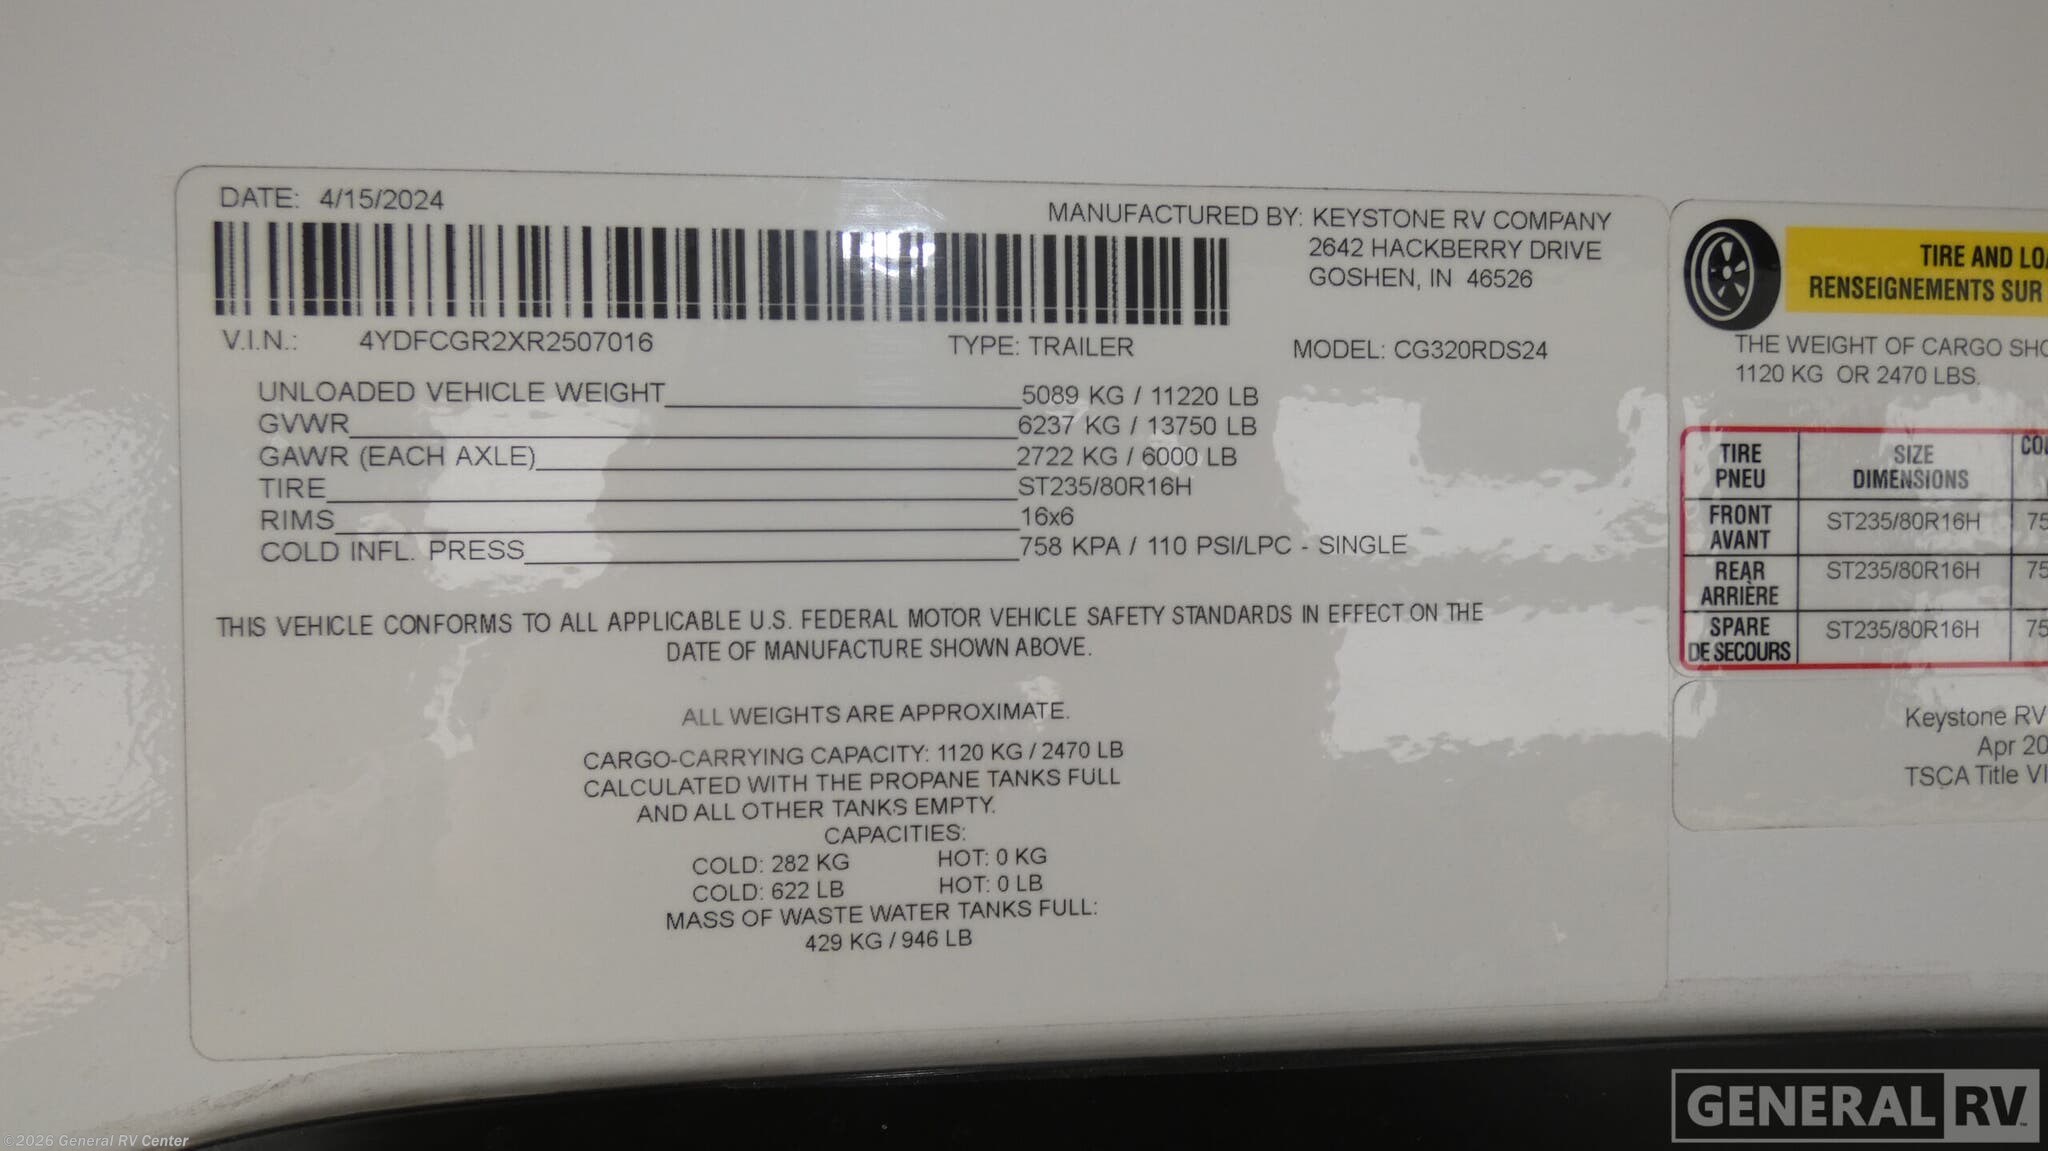 DATE: 4/15/2024
MANUFACTURED BY: KEYSTONE RV COMPANY
2642 HACKBERRY DRIVE
GOSHEN, IN 46526
V.I.N.: 4YDFCGR2XR2507016 TYPE: TRAILER MODEL: CG320RDS24
UNLOADED VEHICLE WEIGHT 5089 KG / 11220 LB
GVWR 6237 KG / 13750 LB
GAWR (EACH AXLE) 2722 KG / 6000 LB
TIRE ST235/80R16H
RIMS 16x6
COLD INFL. PRESS 758 KPA / 110 PSI/LPC - SINGLE
THIS VEHICLE CONFORMS TO ALL APPLICABLE U.S. FEDERAL MOTOR VEHICLE SAFETY STANDARDS IN EFFECT ON THE
DATE OF MANUFACTURE SHOWN ABOVE.
ALL WEIGHTS ARE APPROXIMATE.
CARGO-CARRYING CAPACITY: 1120 KG / 2470 LB
CALCULATED WITH THE PROPANE TANKS FULL
AND ALL OTHER TANKS EMPTY.
CAPACITIES:
COLD: 282 KG HOT: 0 KG
COLD: 622 LB HOT: 0 LB
MASS OF WASTE WATER TANKS FULL:
429 KG / 946 LB
TIRE AND
RENSEIGNEMENTS SUR
THE WEIGHT OF CARGO
1120 KG OR 2470 LBS.
TIRE SIZE
PNEU DIMENSIONS
FRONT ST235/80R16H
AVANT
REAR ST235/80R16H
ARRIÈRE
SPARE ST235/80R16H
DE SECOURS
Keystone RV
Apr 20
TSCA Title VI
GENERAL RV
©2026 General RV Center